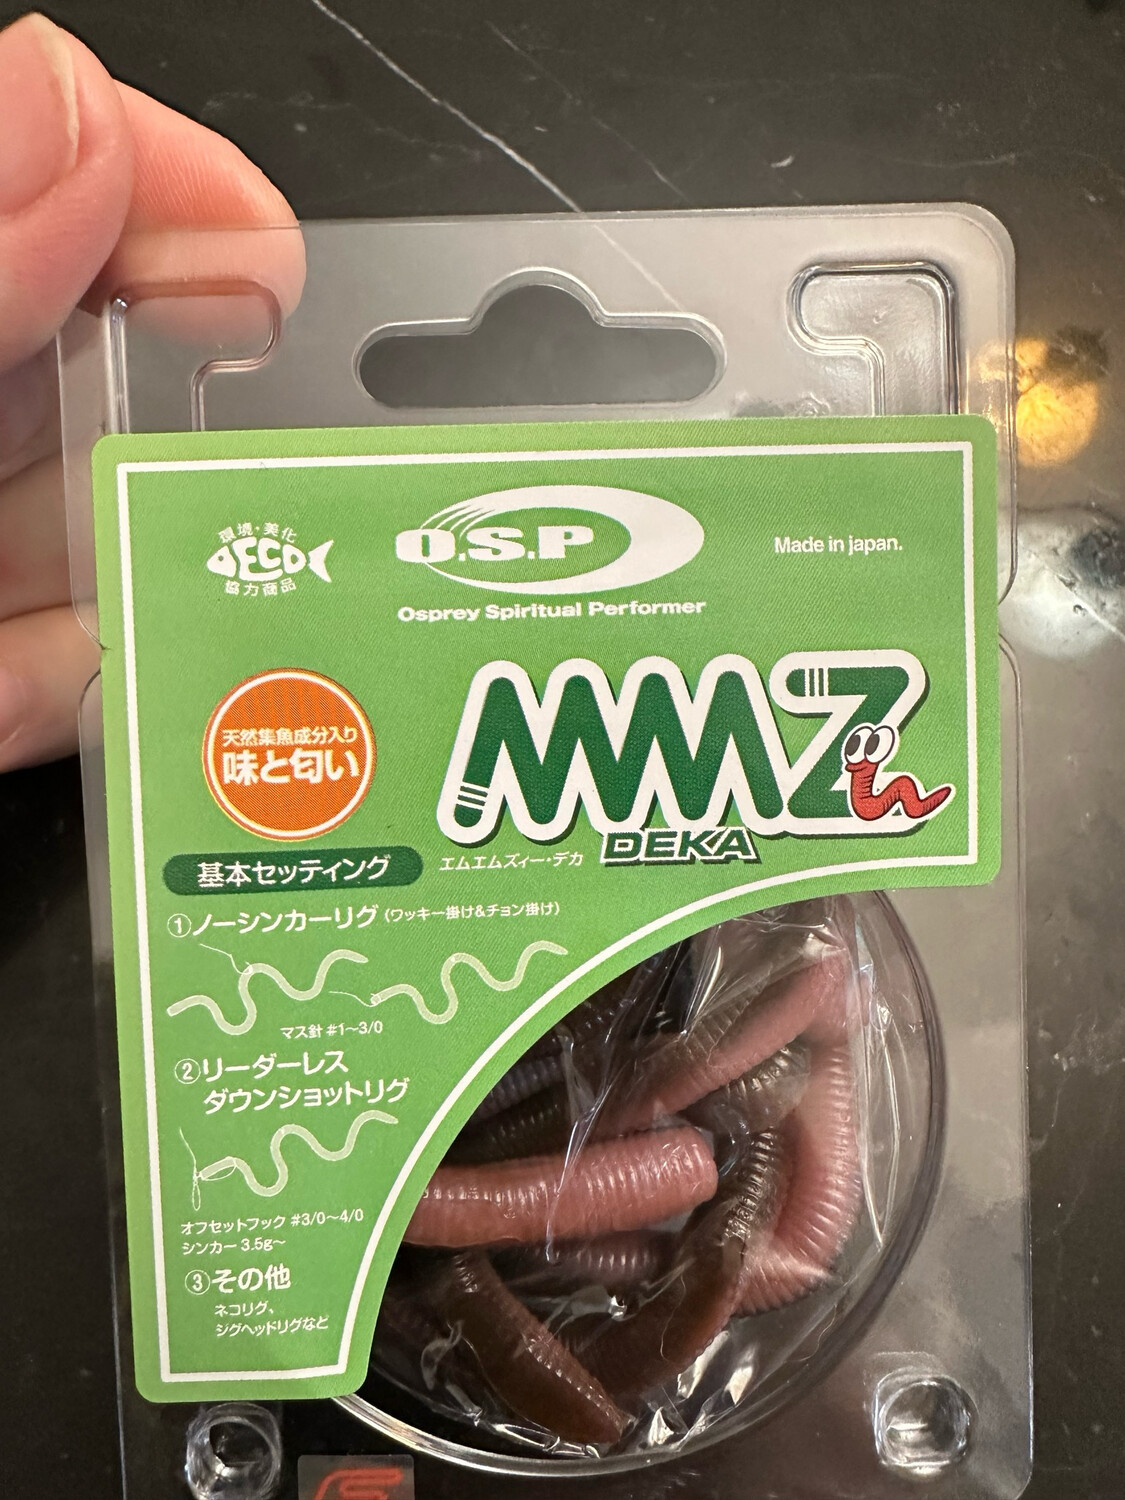 環境・美化
ECO
協力商品
O.S.P
Osprey Spiritual Performer
Made in japan.
天然集魚成分入り
味と匂い
MMZ
DEKA
エムエムズィー・デカ
基本セッティング
①ノーシンカーリグ(ワッキー掛け&チョン掛け)
マス針 #1〜3/0
②リーダーレス
ダウンショットリグ
オフセットフック #3/0〜4/0
シンカー 3.5g〜
③その他
ネコリグ、
ジグヘッドリグなど